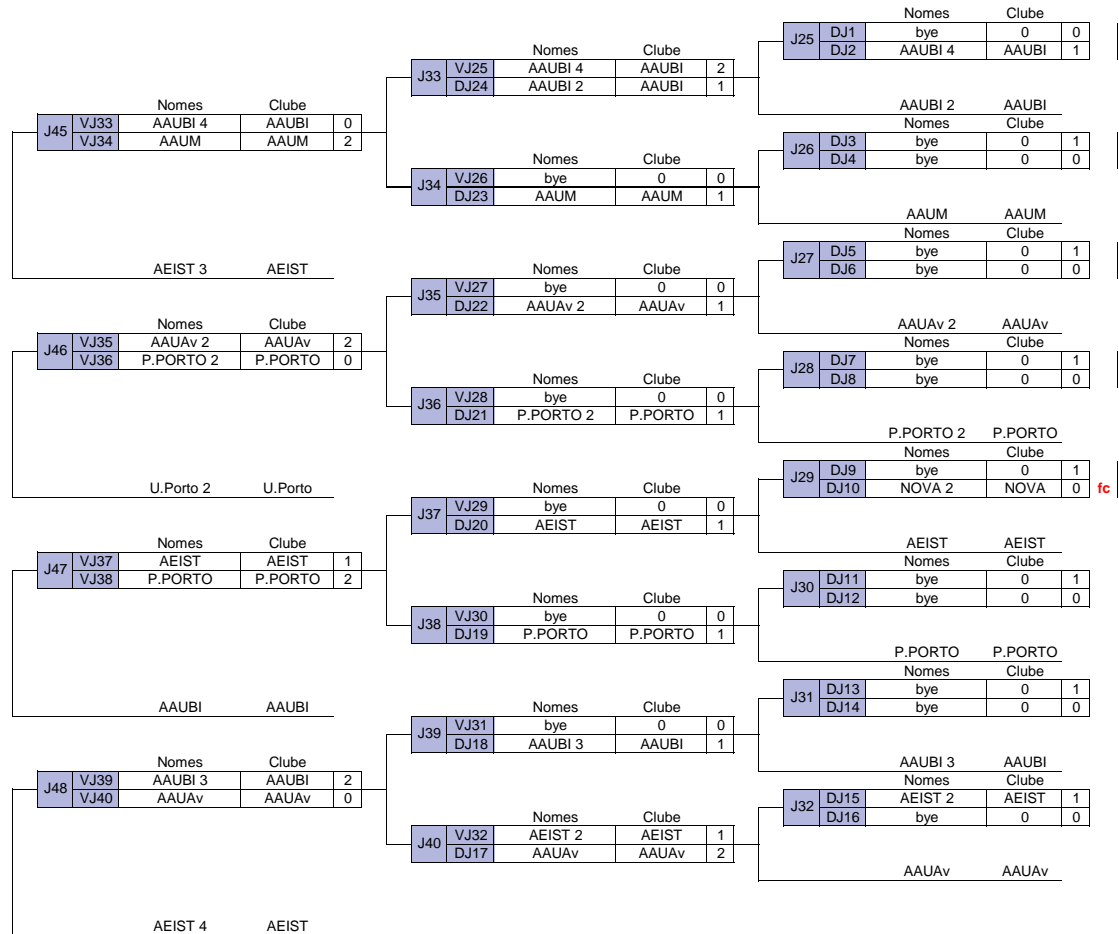 Nomes Clube
J25 DJ1 bye 0 0
DJ2 AAUBI 4 AAUBI 1
AAUBI 2 AAUBI
Nomes Clube
J26 DJ3 bye 0 1
DJ4 bye 0 0
AAUM AAUM
Nomes Clube
J27 DJ5 bye 0 1
DJ6 bye 0 0
AAUAv 2 AAUAv
Nomes Clube
J28 DJ7 bye 0 1
DJ8 bye 0 0
P.PORTO 2 P.PORTO
Nomes Clube
J29 DJ9 bye 0 1
DJ10 NOVA 2 NOVA 0 fc
AEIST AEIST
Nomes Clube
J30 DJ11 bye 0 1
DJ12 bye 0 0
P.PORTO P.PORTO
Nomes Clube
J31 DJ13 bye 0 1
DJ14 bye 0 0
AAUBI 3 AAUBI
Nomes Clube
J32 DJ15 AEIST 2 AEIST 1
DJ16 bye 0 0
AAUAv AAUAv
Nomes Clube
J33 VJ25 AAUBI 4 AAUBI 2
DJ24 AAUBI 2 AAUBI 1
Nomes Clube
J34 VJ26 bye 0 0
DJ23 AAUM AAUM 1
Nomes Clube
J35 VJ27 bye 0 0
DJ22 AAUAv 2 AAUAv 1
Nomes Clube
J36 VJ28 bye 0 0
DJ21 P.PORTO 2 P.PORTO 1
Nomes Clube
J37 VJ29 bye 0 0
DJ20 AEIST AEIST 1
Nomes Clube
J38 VJ30 bye 0 0
DJ19 P.PORTO P.PORTO 1
Nomes Clube
J39 VJ31 bye 0 0
DJ18 AAUBI 3 AAUBI 1
Nomes Clube
J40 VJ32 AEIST 2 AEIST 1
DJ17 AAUAv AAUAv 2
Nomes Clube
J45 VJ33 AAUBI 4 AAUBI 0
VJ34 AAUM AAUM 2
AEIST 3 AEIST
Nomes Clube
J46 VJ35 AAUAv 2 AAUAv 2
VJ36 P.PORTO 2 P.PORTO 0
U.Porto 2 U.Porto
Nomes Clube
J47 VJ37 AEIST AEIST 1
VJ38 P.PORTO P.PORTO 2
AAUBI AAUBI
Nomes Clube
J48 VJ39 AAUBI 3 AAUBI 2
VJ40 AAUAv AAUAv 0
AEIST 4 AEIST